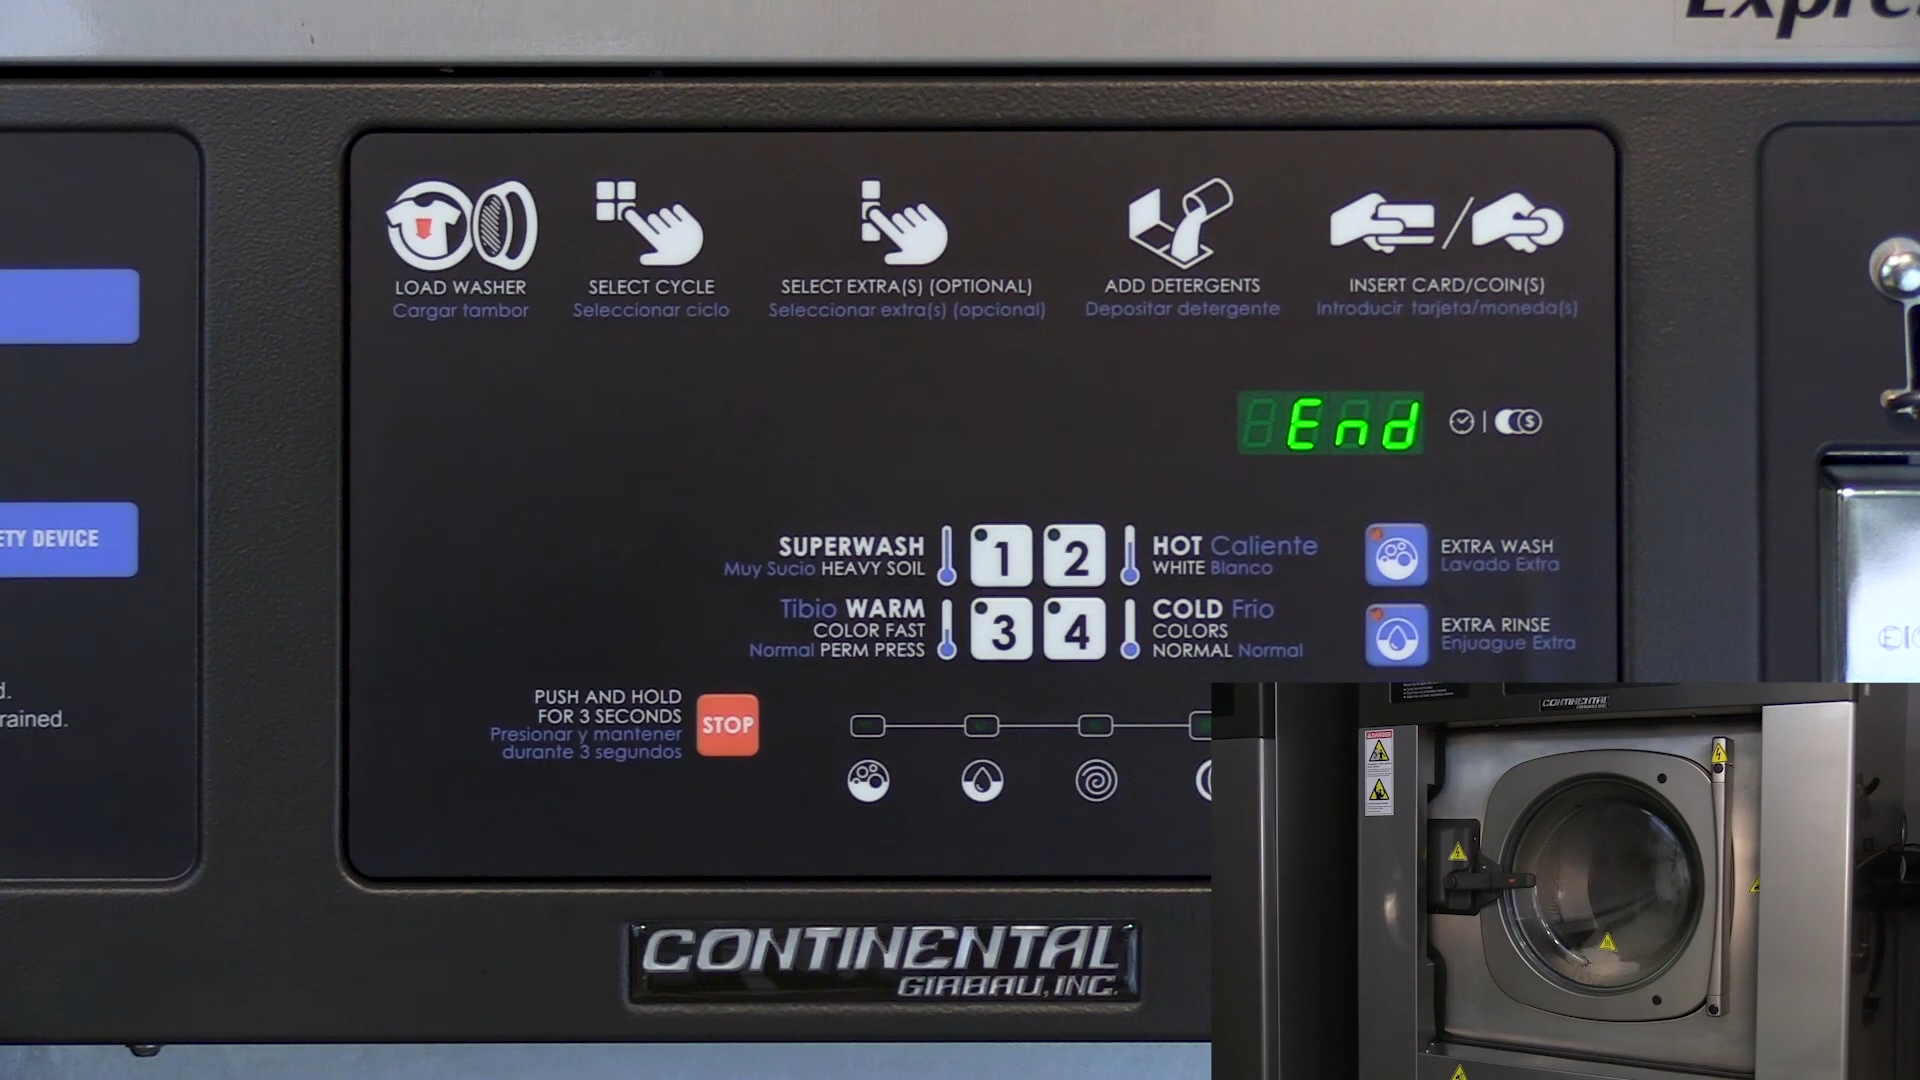 Expre
LOAD WASHER
Cargar tambor
SELECT CYCLE
Seleccionar ciclo
SELECT EXTRA(S) (OPTIONAL)
Seleccionar extra(s) (opcional)
ADD DETERGENTS
Depositar detergente
INSERT CARD/COIN(S)
Introducir tarjeta/moneda(s)
End
$
ETY DEVICE
SUPERWASH
Muy Sucio HEAVY SOIL
1
2
HOT Caliente
WHITE Blanco
EXTRA WASH
Lavado Extra
Tibio WARM
COLOR FAST
Normal PERM PRESS
3
4
COLD Frio
COLORS
NORMAL Normal
EXTRA RINSE
Enjuague Extra
d.
rained.
PUSH AND HOLD
FOR 3 SECONDS
Presionar y mantener
durante 3 segundos
STOP
CONTINENTAL
GIRBAU, INC.
CONTINENTAL
GIRBAU, INC.
DANGER